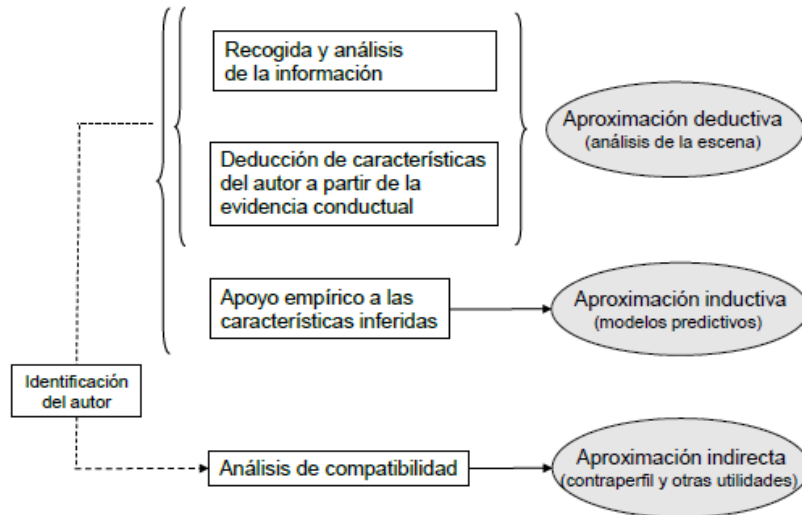 Recogida y análisis
de la información
Deducción de características
del autor a partir de la
evidencia conductual
Aproximación deductiva
(análisis de la escena)
Apoyo empírico a las
características inferidas
Aproximación inductiva
(modelos predictivos)
Identificación
del autor
Análisis de compatibilidad
Aproximación indirecta
(contraperfil y otras utilidades)